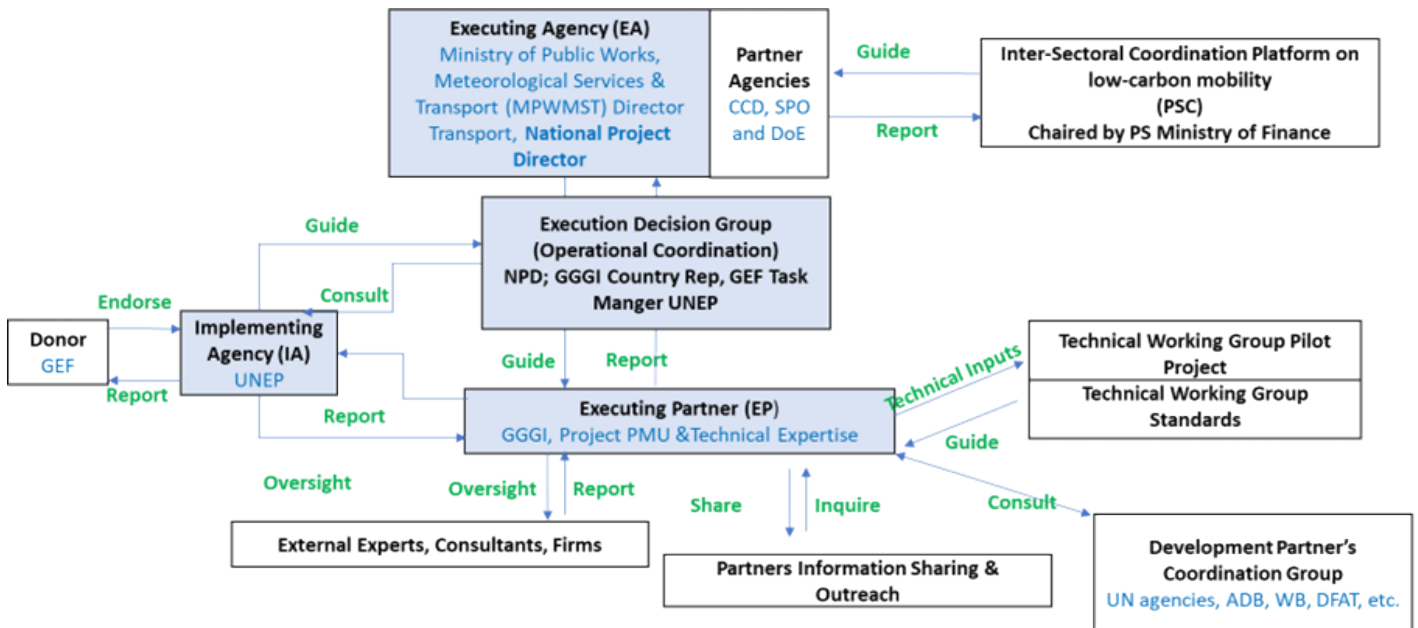 Executing Agency (EA)
Ministry of Public Works,
Meteorological Services &
Transport (MPWMST) Director
Transport, National Project
Director
Partner
Agencies
CCD, SPO
and DoE
Guide
Report
Inter-Sectoral Coordination Platform on
low-carbon mobility
(PSC)
Chaired by PS Ministry of Finance
Execution Decision Group
(Operational Coordination)
NPD; GGGI Country Rep, GEF Task
Manger UNEP
Guide
Consult
Endorse
Donor
GEF
Report
Implementing
Agency (IA)
UNEP
Guide
Report
Report
Executing Partner (EP)
GGGI, Project PMU &Technical Expertise
Technical Inputs
Technical Working Group Pilot
Project
Technical Working Group
Standards
Guide
Consult
Oversight
Oversight
Report
Share
Inquire
External Experts, Consultants, Firms
Partners Information Sharing &
Outreach
Development Partner’s
Coordination Group
UN agencies, ADB, WB, DFAT, etc.